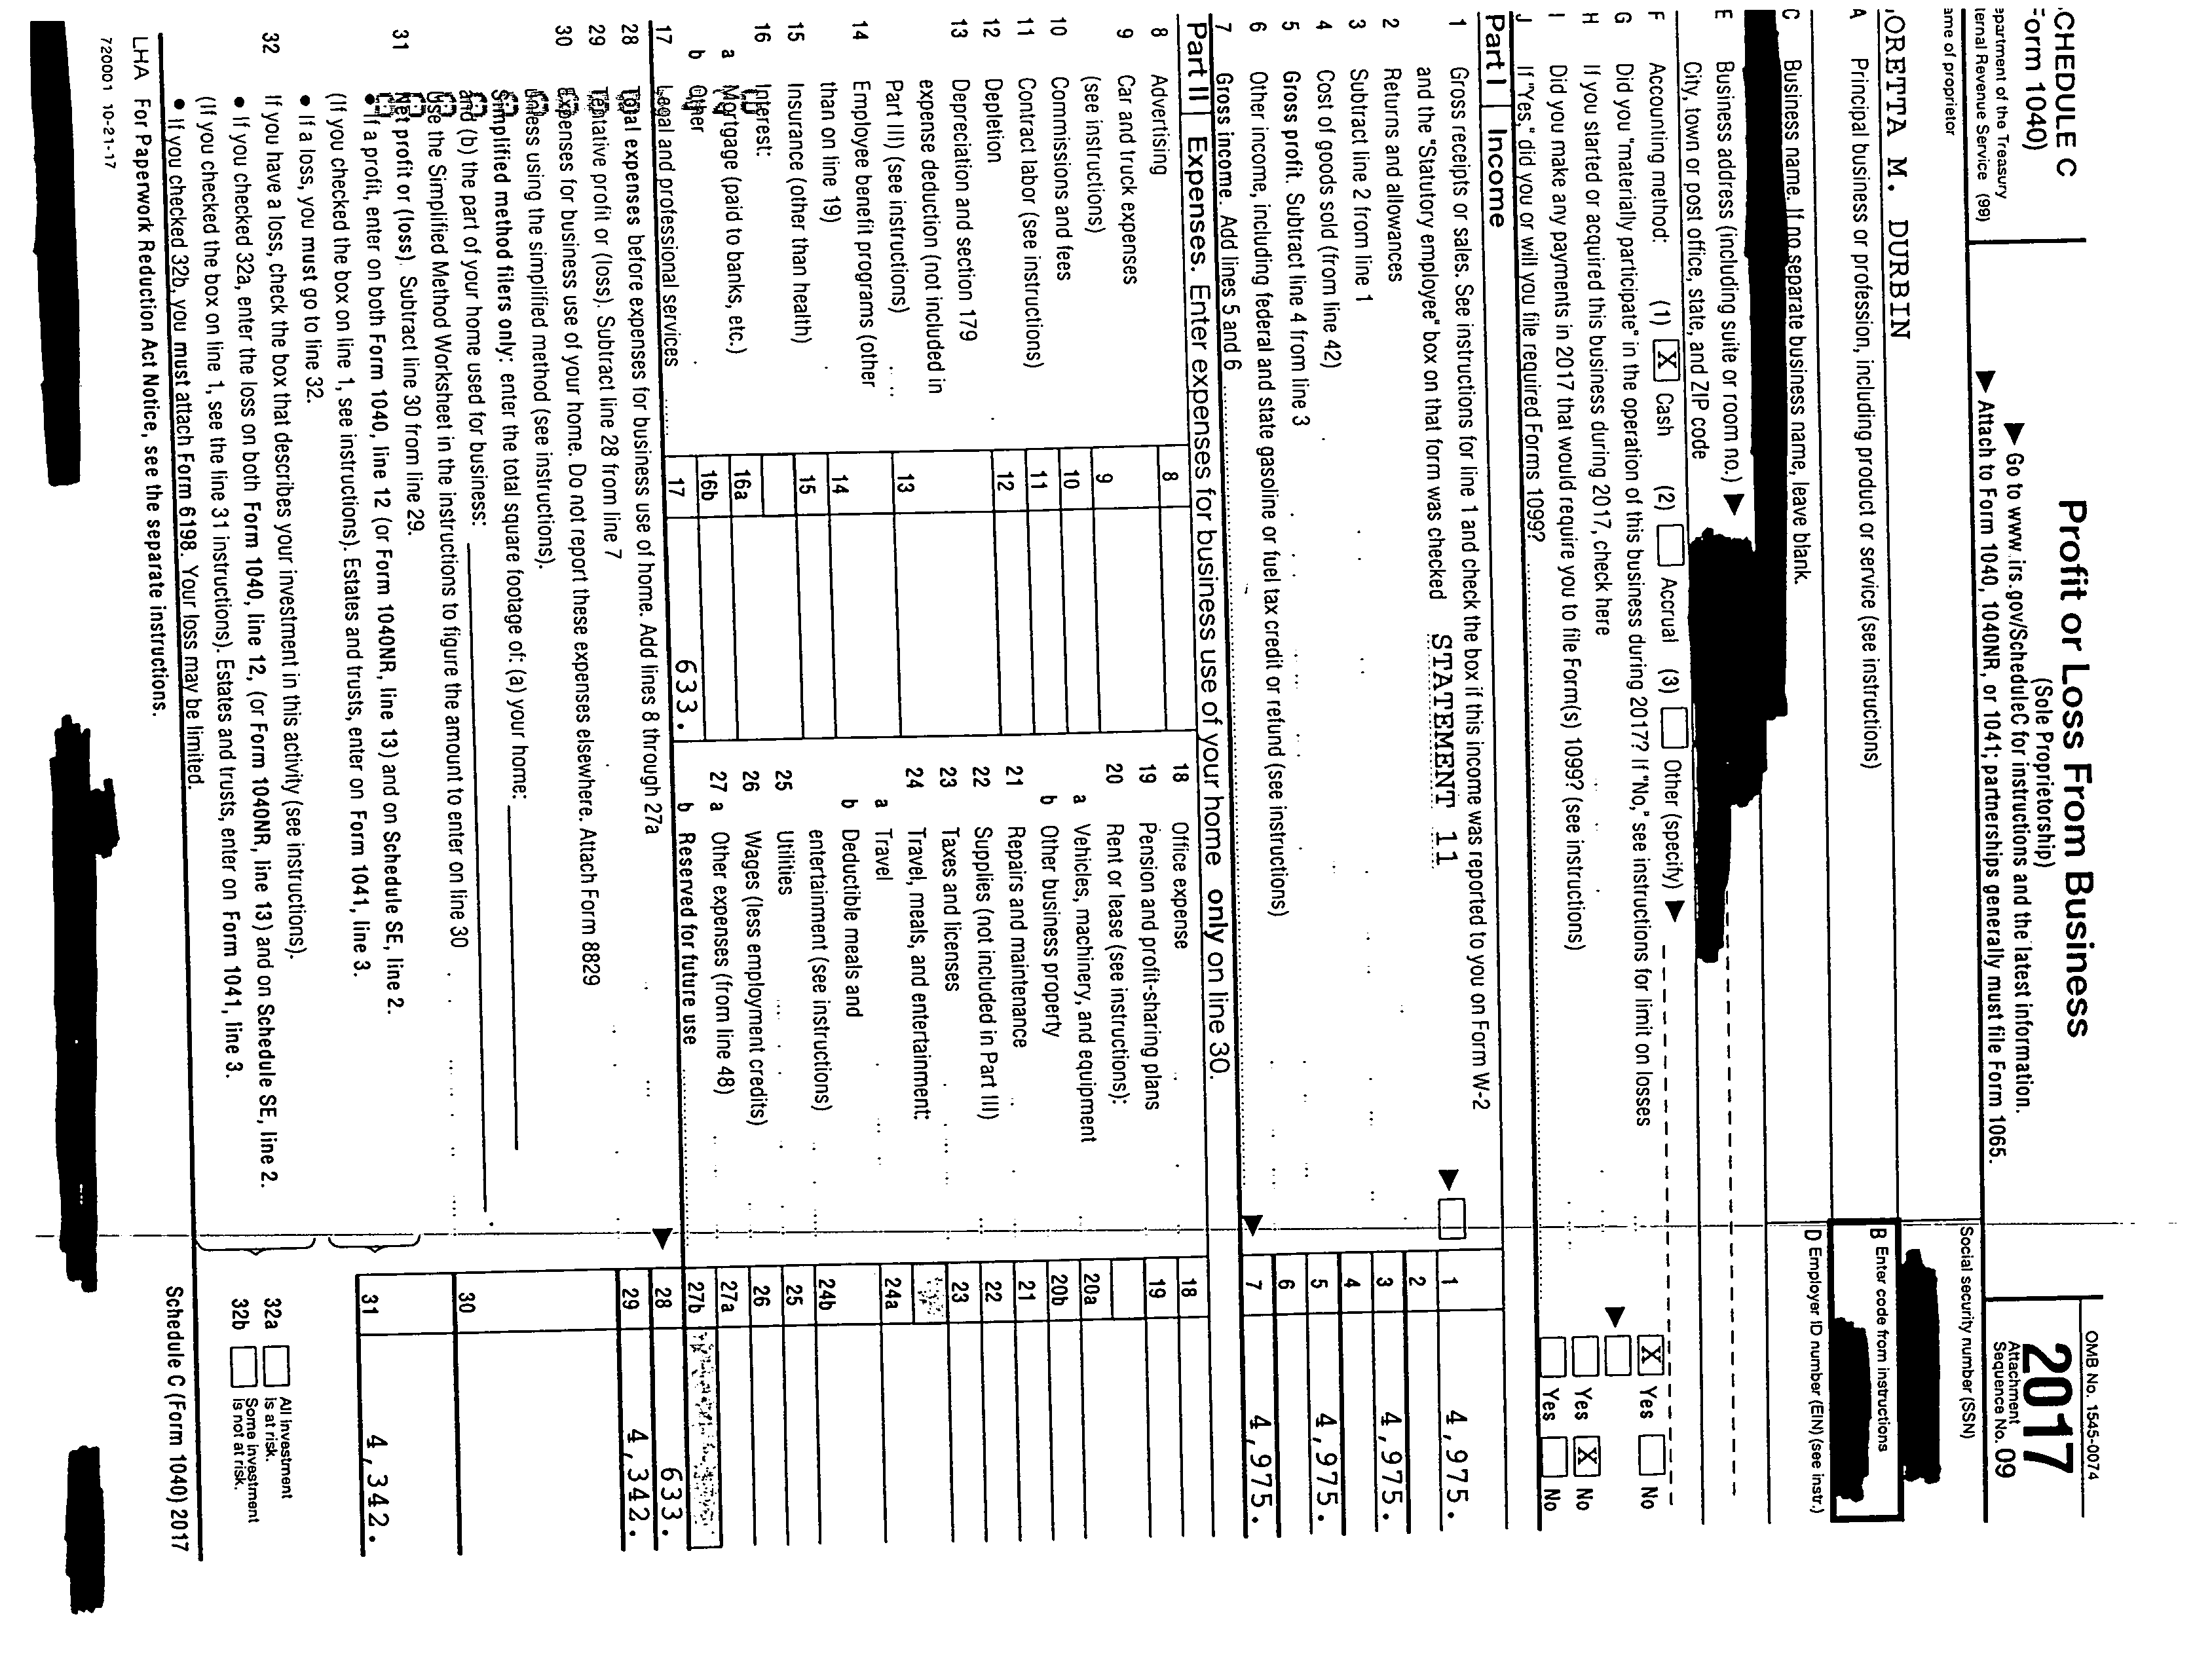 CHEDULE C
Form 1040)
epartment of the Treasury
ternal Revenue Service (99)
ame of proprietor
Profit or Loss From Business
(Sole Proprietorship)
▶ Go to www.irs.gov/ScheduleC for instructions and the latest information.
▶ Attach to Form 1040, 1040NR, or 1041; partnerships generally must file Form 1065.
OMB No. 1545-0074
2017
Attachment
Sequence No. 09
Social security number (SSN)
ORETTA M. DURBIN
A Principal business or profession, including product or service (see instructions)
B Enter code from instructions
C Business name. If no separate business name, leave blank.
D Employer ID number (EIN) (see instr.)
E Business address (including suite or room no.) ▶
City, town or post office, state, and ZIP code
F Accounting method: (1) X Cash (2) Accrual (3) Other (specify) ▶
G Did you "materially participate" in the operation of this business during 2017? If "No," see instructions for limit on losses X Yes No
H If you started or acquired this business during 2017, check here ▶
I Did you make any payments in 2017 that would require you to file Form(s) 1099? (see instructions) Yes X No
J If "Yes," did you or will you file required Forms 1099? Yes No
Part I Income
1 Gross receipts or sales. See instructions for line 1 and check the box if this income was reported to you on Form W-2
and the "Statutory employee" box on that form was checked STATEMENT 11 ▶ 1 4,975.
2 Returns and allowances 2
3 Subtract line 2 from line 1 3 4,975.
4 Cost of goods sold (from line 42) 4
5 Gross profit. Subtract line 4 from line 3 5 4,975.
6 Other income, including federal and state gasoline or fuel tax credit or refund (see instructions) 6
7 Gross income. Add lines 5 and 6 ▶ 7 4,975.
Part II Expenses. Enter expenses for business use of your home only on line 30.
8 Advertising 8
9 Car and truck expenses
(see instructions) 9
10 Commissions and fees 10
11 Contract labor (see instructions) 11
12 Depletion 12
13 Depreciation and section 179
expense deduction (not included in
Part III) (see instructions) 13
14 Employee benefit programs (other
than on line 19) 14
15 Insurance (other than health) 15
16 Interest:
a Mortgage (paid to banks, etc.) 16a
b Other 16b
17 Legal and professional services 17 633.
18 Office expense 18
19 Pension and profit-sharing plans 19
20 Rent or lease (see instructions):
a Vehicles, machinery, and equipment 20a
b Other business property 20b
21 Repairs and maintenance 21
22 Supplies (not included in Part III) 22
23 Taxes and licenses 23
24 Travel, meals, and entertainment:
a Travel 24a
b Deductible meals and
entertainment (see instructions) 24b
25 Utilities 25
26 Wages (less employment credits) 26
27 a Other expenses (from line 48) 27a
b Reserved for future use 27b
28 Total expenses before expenses for business use of home. Add lines 8 through 27a ▶ 28 633.
29 Tentative profit or (loss). Subtract line 28 from line 7 29 4,342.
30 Expenses for business use of your home. Do not report these expenses elsewhere. Attach Form 8829
unless using the simplified method (see instructions).
Simplified method filers only: enter the total square footage of: (a) your home:
and (b) the part of your home used for business:
Use the Simplified Method Worksheet in the instructions to figure the amount to enter on line 30 30
31 Net profit or (loss). Subtract line 30 from line 29.
• If a profit, enter on both Form 1040, line 12 (or Form 1040NR, line 13) and on Schedule SE, line 2.
(If you checked the box on line 1, see instructions). Estates and trusts, enter on Form 1041, line 3. 31 4,342.
• If a loss, you must go to line 32.
32 If you have a loss, check the box that describes your investment in this activity (see instructions).
• If you checked 32a, enter the loss on both Form 1040, line 12, (or Form 1040NR, line 13) and on Schedule SE, line 2.
(If you checked the box on line 1, see the line 31 instructions). Estates and trusts, enter on Form 1041, line 3.
• If you checked 32b, you must attach Form 6198. Your loss may be limited.
32a All investment
is at risk.
32b Some investment
is not at risk.
LHA For Paperwork Reduction Act Notice, see the separate instructions.
Schedule C (Form 1040) 2017
720001 10-21-17